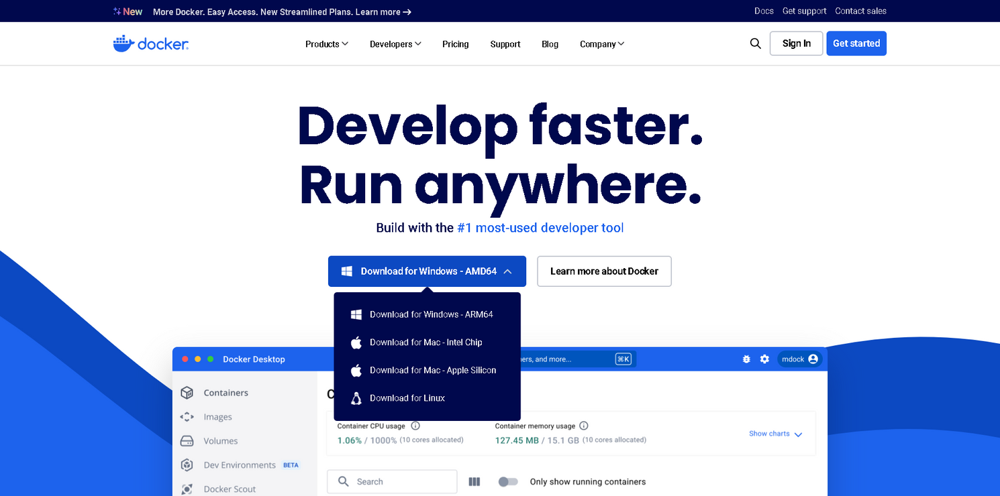 New More Docker. Easy Access. New Streamlined Plans. Learn more →
Docs Get support Contact sales
docker
Products Developers Pricing Support Blog Company
Sign In Get started
Develop faster.
Run anywhere.
Build with the #1 most-used developer tool
Download for Windows - AMD64
Learn more about Docker
Download for Windows - ARM64
Download for Mac - Intel Chip
Download for Mac - Apple Silicon
Download for Linux
Docker Desktop
and more... ⌘K
mdock
Containers
Images
Volumes
Dev Environments BETA
Docker Scout
Container CPU usage
1.06% / 1000% (10 cores allocated)
Container memory usage
127.45 MB / 15.1 GB (10 cores allocated)
Show charts
Search
Only show running containers